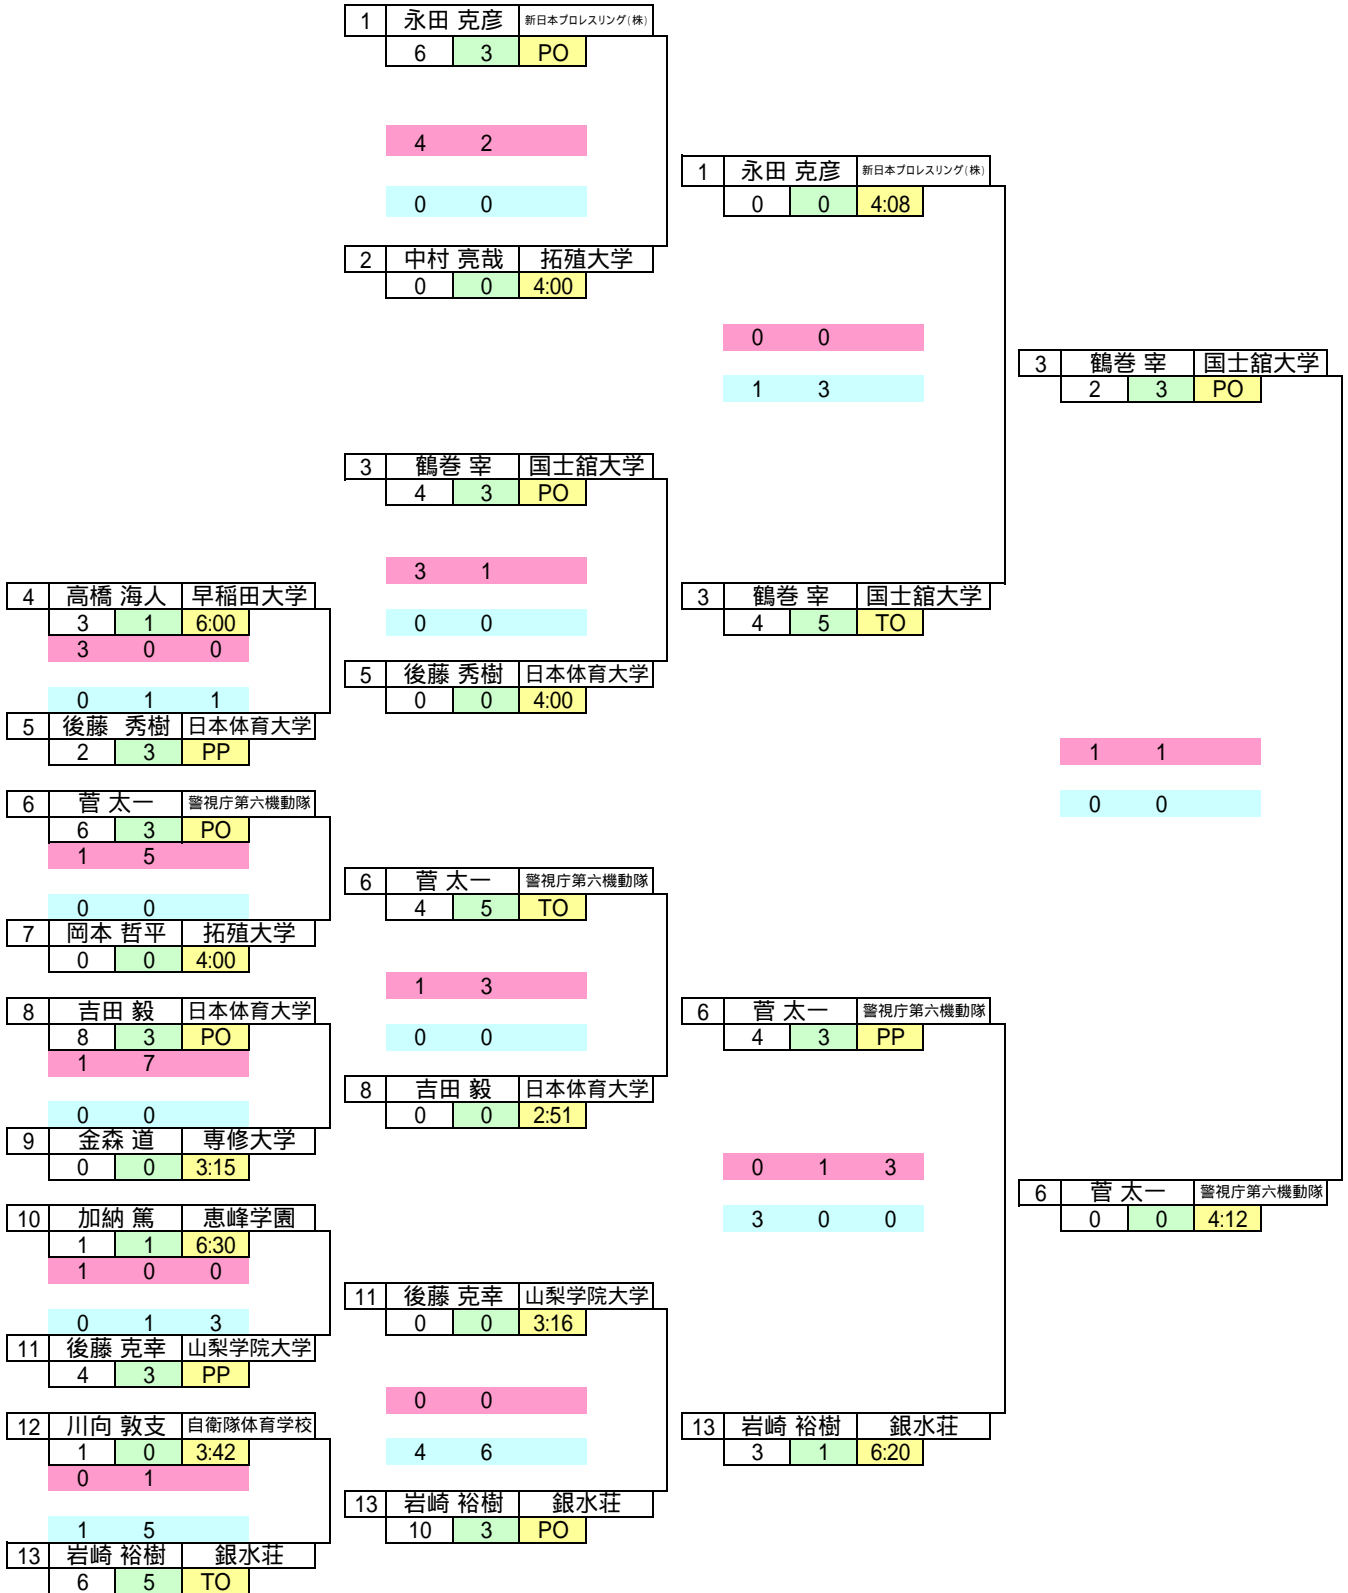 1 永田 克彦 新日本プロレスリング(株)
6 3 PO
4 2
0 0
2 中村 亮哉 拓殖大学
0 0 4:00
3 鶴巻 宰 国士舘大学
4 3 PO
3 1
0 0
5 後藤 秀樹 日本体育大学
0 0 4:00
4 高橋 海人 早稲田大学
3 1 6:00
3 0 0
0 1 1
5 後藤 秀樹 日本体育大学
2 3 PP
6 菅 太一 警視庁第六機動隊
6 3 PO
1 5
0 0
7 岡本 哲平 拓殖大学
0 0 4:00
8 吉田 毅 日本体育大学
8 3 PO
1 7
0 0
9 金森 道 専修大学
0 0 3:15
10 加納 篤 恵峰学園
1 1 6:30
1 0 0
0 1 3
11 後藤 克幸 山梨学院大学
4 3 PP
12 川向 敦支 自衛隊体育学校
1 0 3:42
0 1
1 5
13 岩崎 裕樹 銀水荘
6 5 TO
6 菅 太一 警視庁第六機動隊
4 5 TO
1 3
0 0
8 吉田 毅 日本体育大学
0 0 2:51
11 後藤 克幸 山梨学院大学
0 0 3:16
0 0
4 6
13 岩崎 裕樹 銀水荘
10 3 PO
1 永田 克彦 新日本プロレスリング(株)
0 0 4:08
0 0
1 3
3 鶴巻 宰 国士舘大学
4 5 TO
6 菅 太一 警視庁第六機動隊
4 3 PP
0 1 3
3 0 0
13 岩崎 裕樹 銀水荘
3 1 6:20
3 鶴巻 宰 国士舘大学
2 3 PO
1 1
0 0
6 菅 太一 警視庁第六機動隊
0 0 4:12